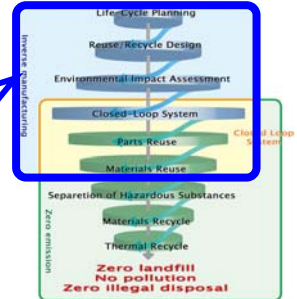 Life-Cycle Planning
Reuse/Recycle Design
Inverse manufacturing
Environmental Impact Assessment
Closed-Loop System
Parts Reuse
Closed Loop
System
Materials Reuse
Separetion of Hazardous Substances
Zero emission
Materials Recycle
Thermal Recycle
Zero landfill
No pollution
Zero illegal disposal